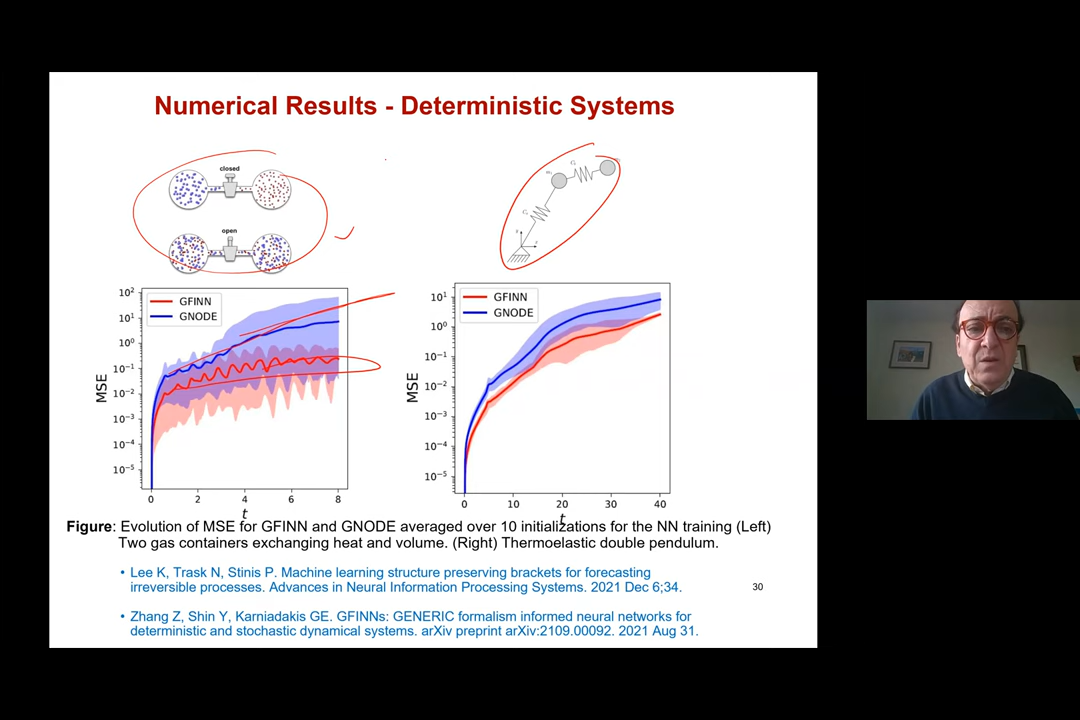 Numerical Results - Deterministic Systems
closed
open
GFINN
GNODE
10²
10¹
10⁰
10⁻¹
10⁻²
10⁻³
10⁻⁴
10⁻⁵
MSE
0 2 4 6 8
t
GFINN
GNODE
10¹
10⁰
10⁻¹
10⁻²
10⁻³
10⁻⁴
10⁻⁵
MSE
0 10 20 30 40
t
Figure: Evolution of MSE for GFINN and GNODE averaged over 10 initializations for the NN training (Left)
Two gas containers exchanging heat and volume. (Right) Thermoelastic double pendulum.
• Lee K, Trask N, Stinis P. Machine learning structure preserving brackets for forecasting
irreversible processes. Advances in Neural Information Processing Systems. 2021 Dec 6;34.
30
• Zhang Z, Shin Y, Karniadakis GE. GFINNs: GENERIC formalism informed neural networks for
deterministic and stochastic dynamical systems. arXiv preprint arXiv:2109.00092. 2021 Aug 31.